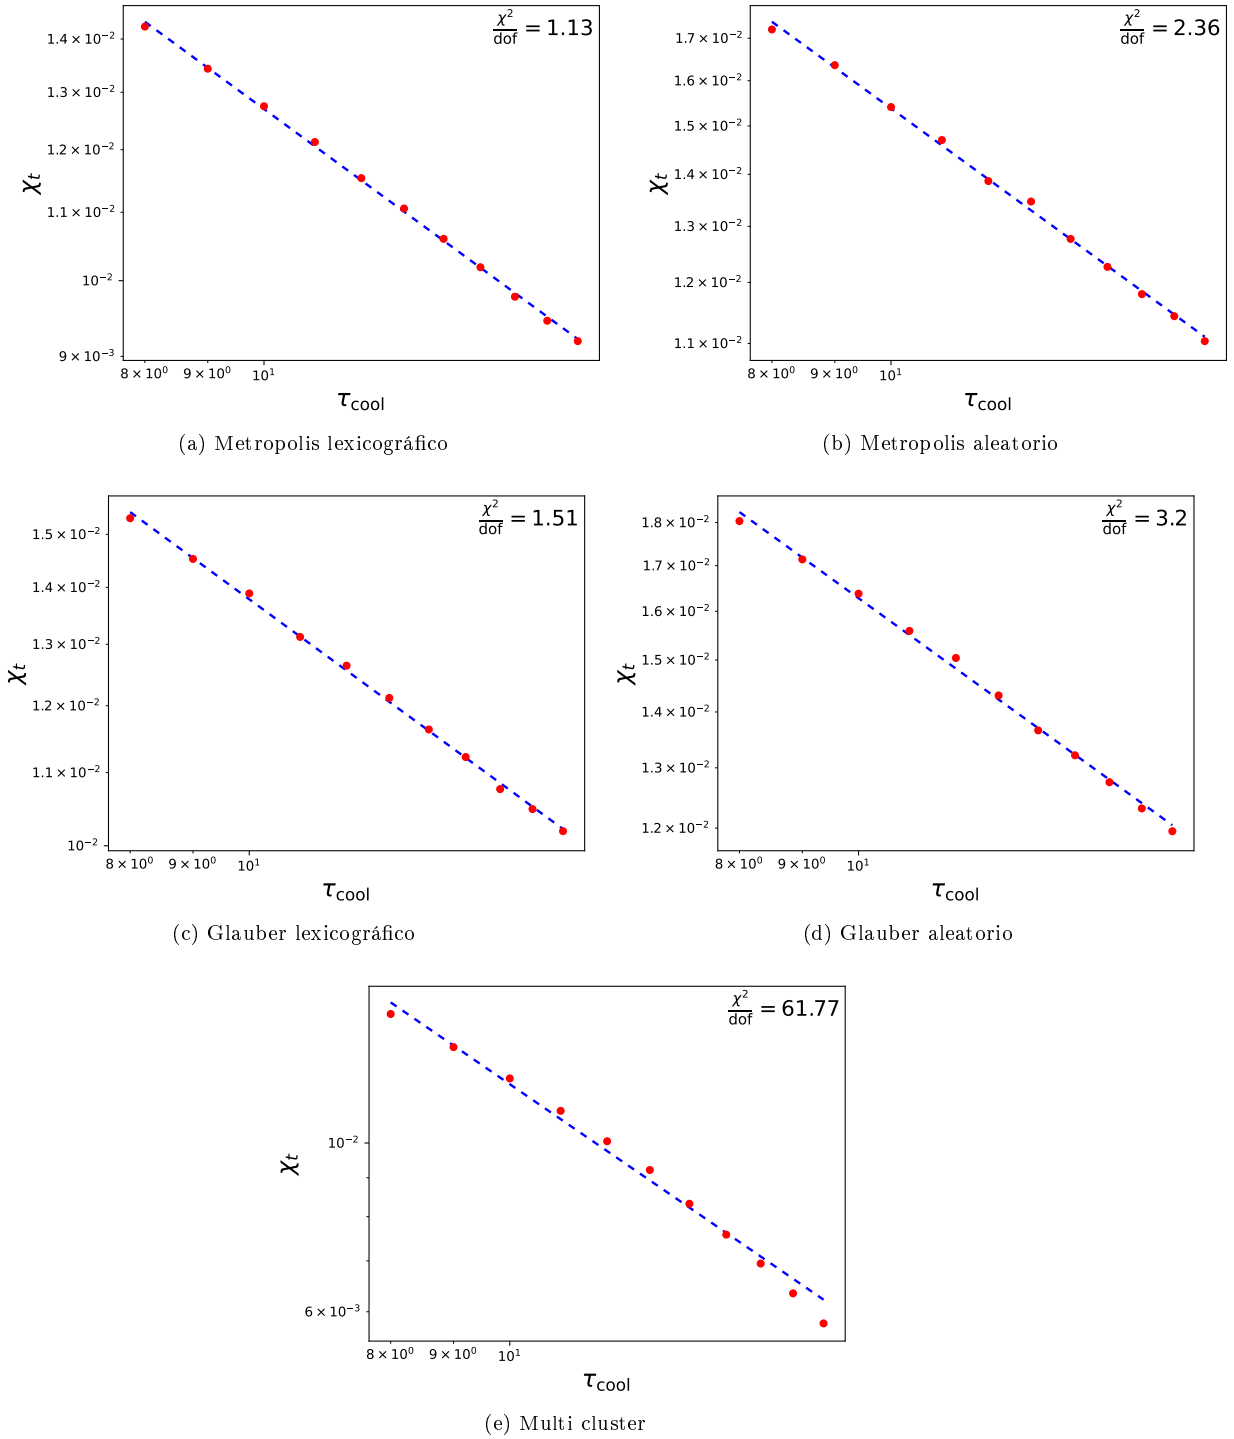 χ²/dof = 1.13
1.4 × 10⁻²
1.3 × 10⁻²
1.2 × 10⁻²
1.1 × 10⁻²
10⁻²
9 × 10⁻³
χₜ
8 × 10⁰ 9 × 10⁰ 10¹
τcool
(a) Metropolis lexicográfico
χ²/dof = 2.36
1.7 × 10⁻²
1.6 × 10⁻²
1.5 × 10⁻²
1.4 × 10⁻²
1.3 × 10⁻²
1.2 × 10⁻²
1.1 × 10⁻²
χₜ
8 × 10⁰ 9 × 10⁰ 10¹
τcool
(b) Metropolis aleatorio
χ²/dof = 1.51
1.5 × 10⁻²
1.4 × 10⁻²
1.3 × 10⁻²
1.2 × 10⁻²
1.1 × 10⁻²
10⁻²
χₜ
8 × 10⁰ 9 × 10⁰ 10¹
τcool
(c) Glauber lexicográfico
χ²/dof = 3.2
1.8 × 10⁻²
1.7 × 10⁻²
1.6 × 10⁻²
1.5 × 10⁻²
1.4 × 10⁻²
1.3 × 10⁻²
1.2 × 10⁻²
χₜ
8 × 10⁰ 9 × 10⁰ 10¹
τcool
(d) Glauber aleatorio
χ²/dof = 61.77
10⁻²
6 × 10⁻³
χₜ
8 × 10⁰ 9 × 10⁰ 10¹
τcool
(e) Multi cluster